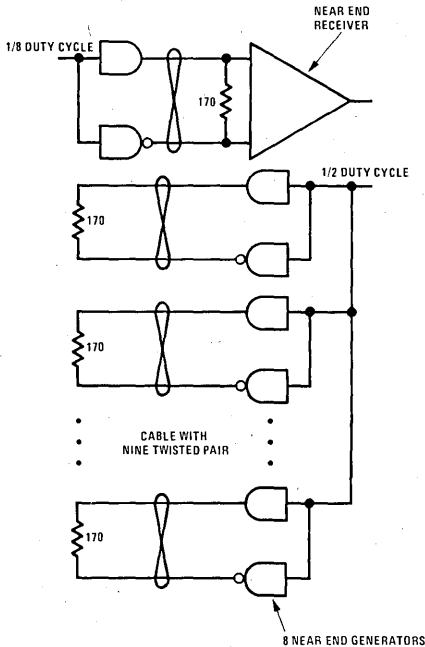 NEAR END
RECEIVER
1/8 DUTY CYCLE
170
1/2 DUTY CYCLE
170
170
CABLE WITH
NINE TWISTED PAIR
170
8 NEAR END GENERATORS